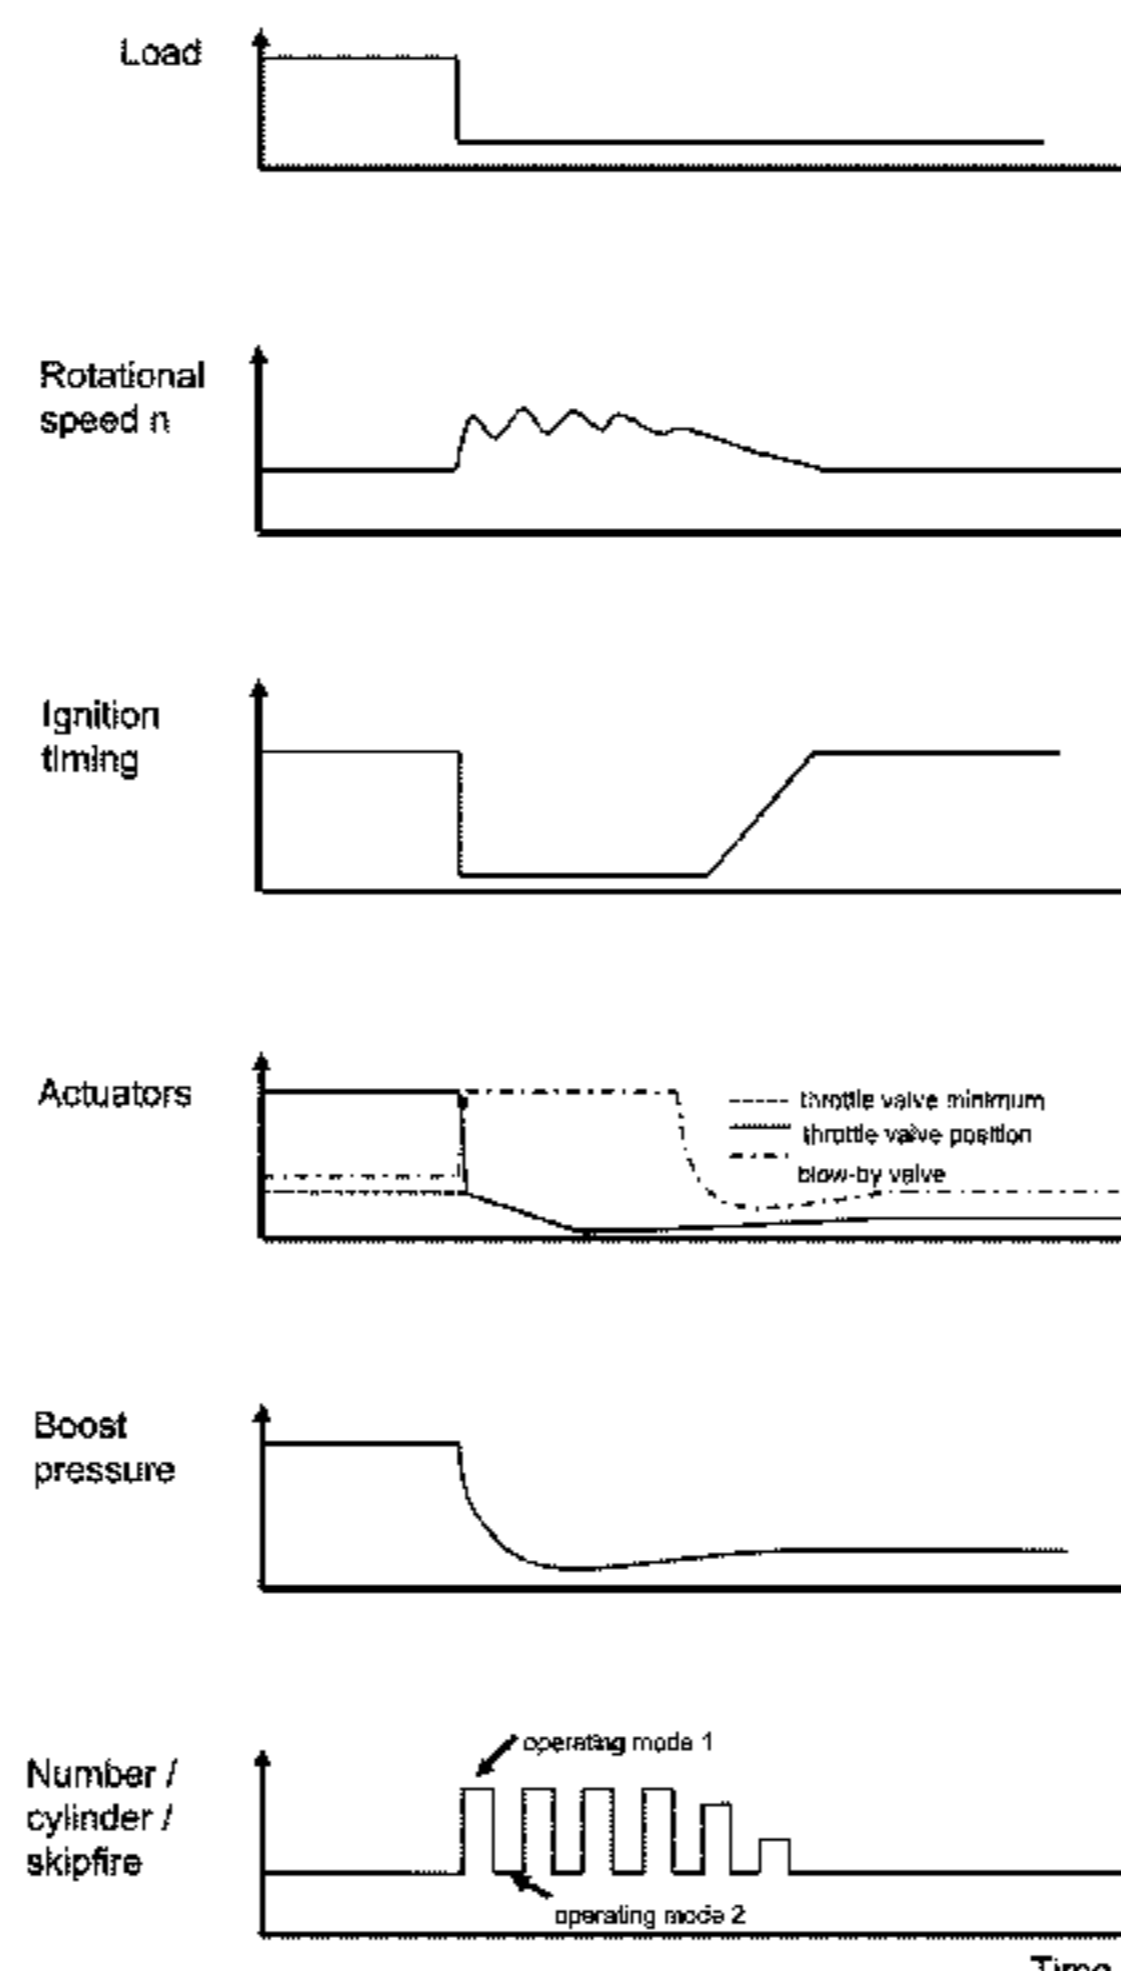 Load
Rotational
speed n
Ignition
timing
Actuators
throttle valve minimum
throttle valve position
blow-by valve
Boost
pressure
Number /
cylinder /
skipfire
operating mode 1
operating mode 2
Time